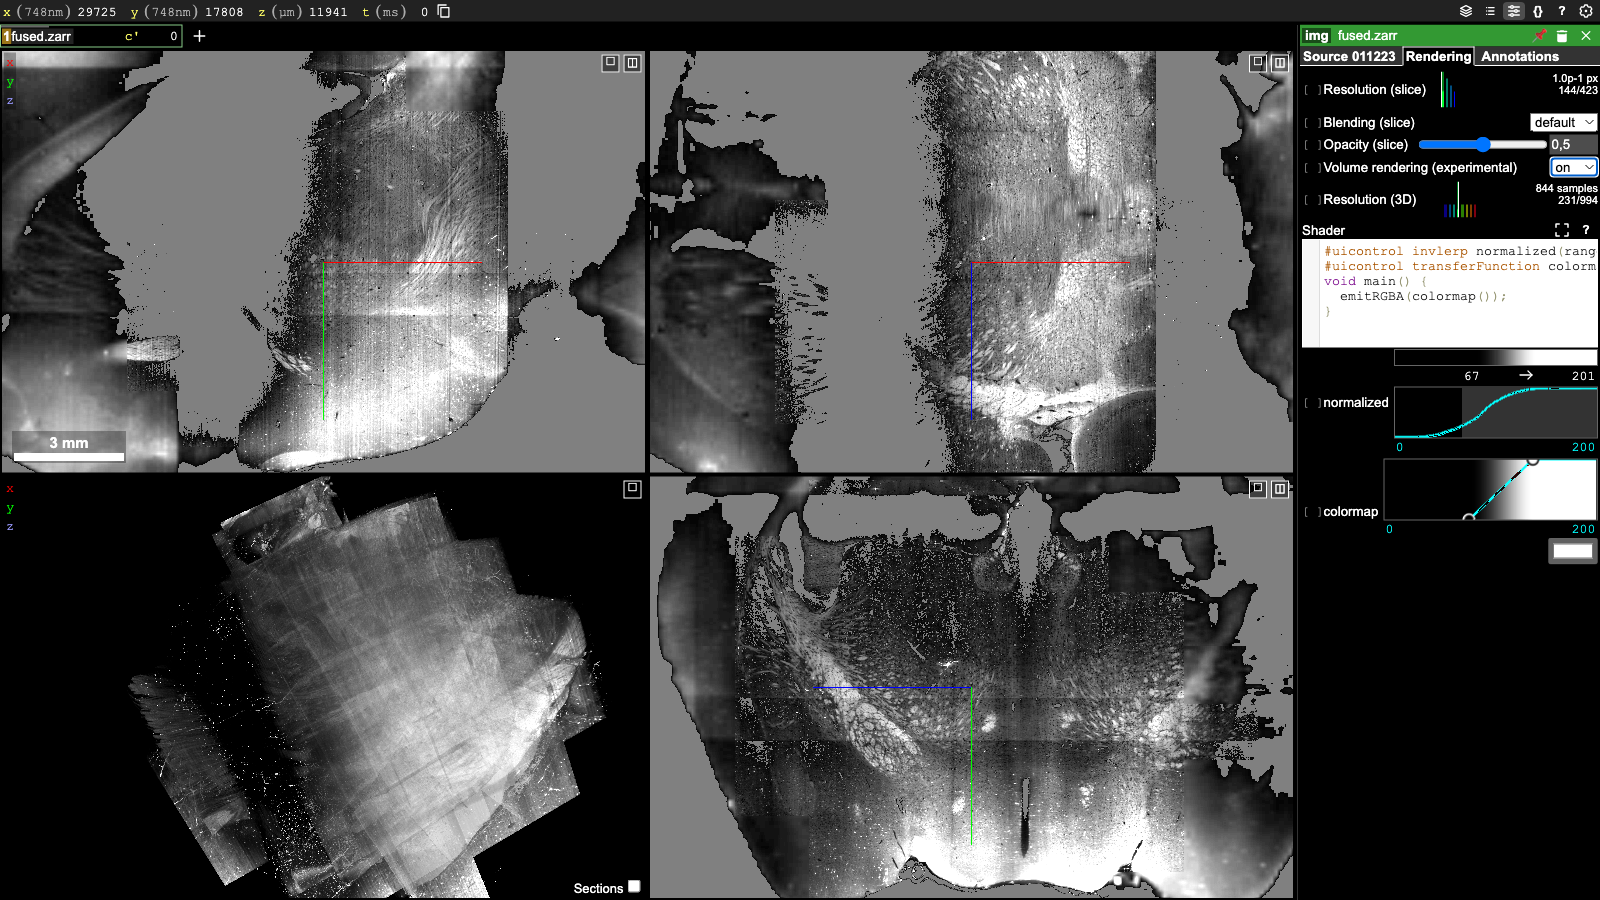 x (748nm) 29725 y (748nm) 17808 z (µm) 11941 t (ms) 0
1fused.zarr c' 0 +
x
y
z
3 mm
x
y
z
Sections
img fused.zarr
Source 011223 Rendering Annotations
Resolution (slice) 1.0p-1 px
144/423
Blending (slice) default
Opacity (slice) 0,5
Volume rendering (experimental) on
Resolution (3D) 844 samples
231/994
Shader ?
#uicontrol invlerp normalized(rang
#uicontrol transferFunction colorm
void main() {
emitRGBA(colormap());
}
67 → 201
normalized
0 200
colormap
0 200